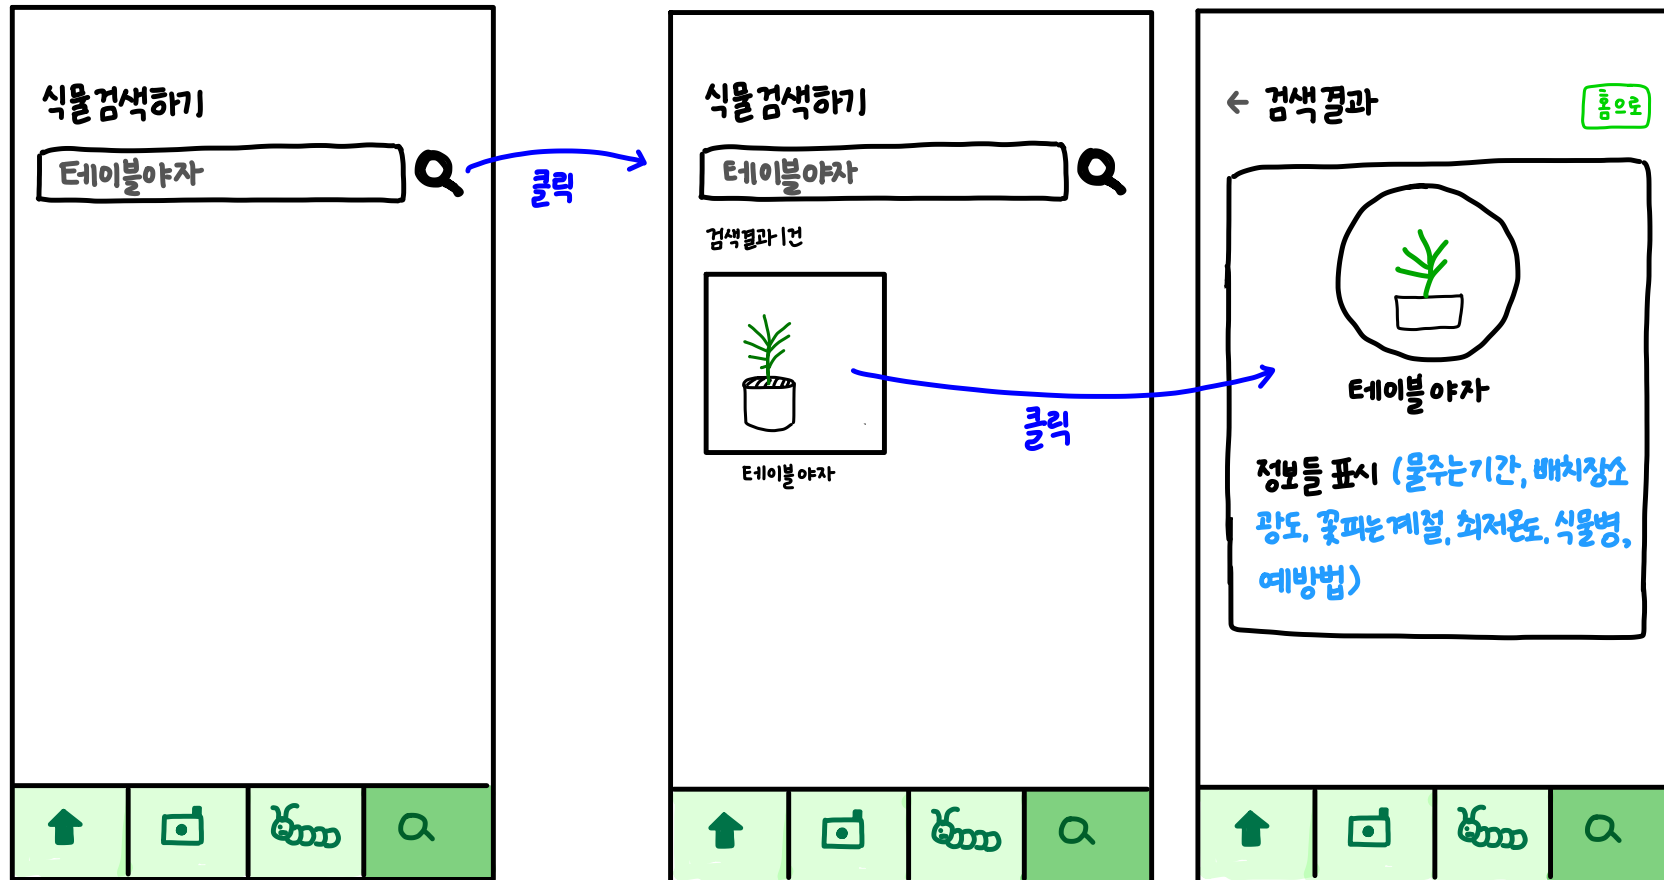 식물검색하기
테이블야자
클릭
식물검색하기
테이블야자
검색결과 1건
테이블야자
클릭
← 검색결과
홈으로
테이블야자
정보들 표시 (물주는기간, 배치장소
광도, 꽃피는계절, 최저온도, 식물병,
예방법)